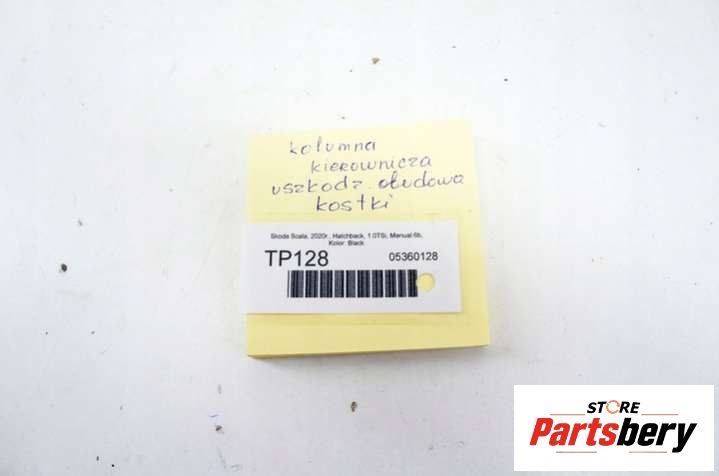 kolumna
kierownicza
uszkodz. obudowa
kostki
Skoda Scala, 2020r., Hatchback, 1.0TSi, Manual 6b,
Kolor: Black
TP128 05360128
STORE
Partsbery